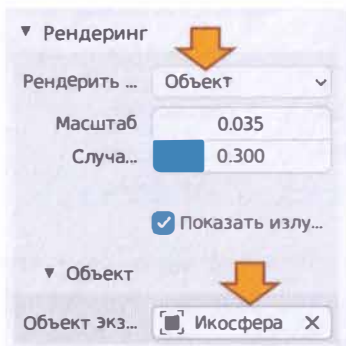 ▼ Рендеринг
Рендерить ... Объект
Масштаб 0.035
Случа... 0.300
Показать излу...
▼ Объект
Объект экз... Икосфера ✕